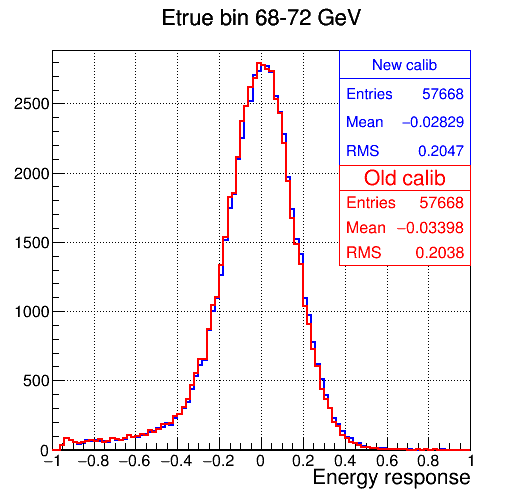 Etrue bin 68-72 GeV
New calib
Entries 57668
Mean −0.02829
RMS 0.2047
Old calib
Entries 57668
Mean −0.03398
RMS 0.2038
2500
2000
1500
1000
500
0
−1 −0.8 −0.6 −0.4 −0.2 0 0.2 0.4 0.6 0.8 1
Energy response